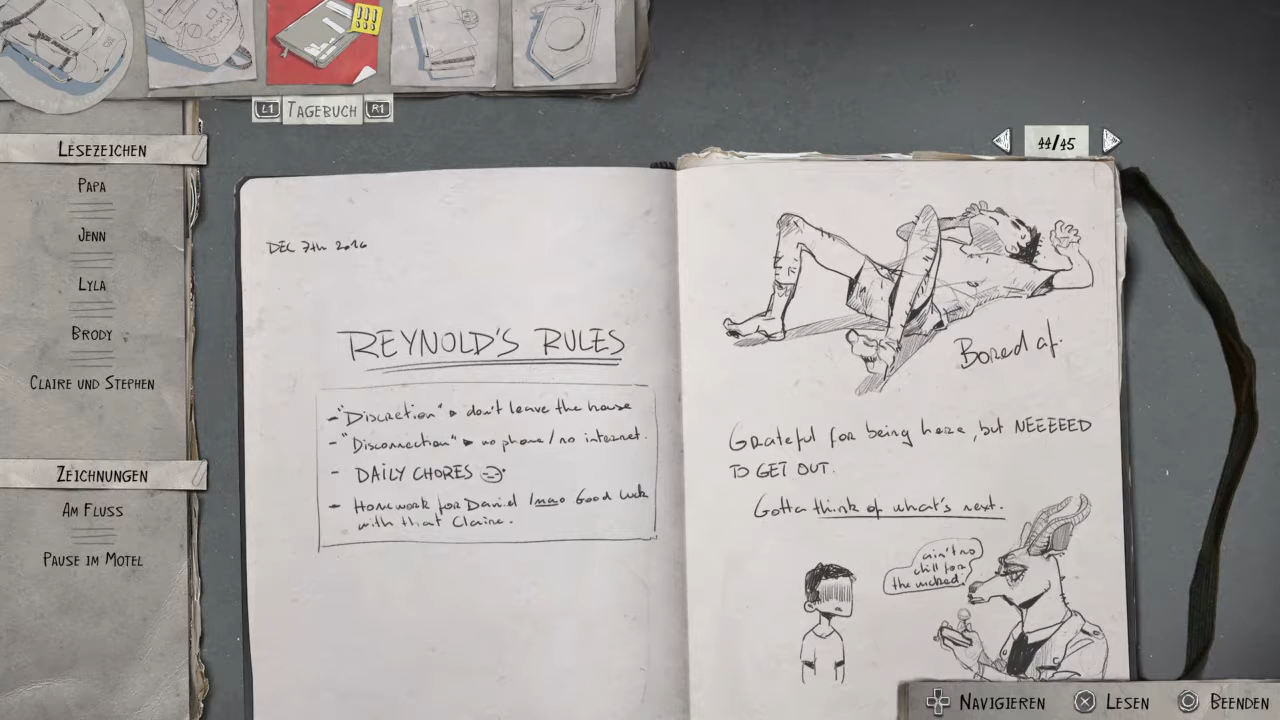 L1 TAGEBUCH R1
LESEZEICHEN
PAPA
JENN
LYLA
BRODY
CLAIRE UND STEPHEN
ZEICHNUNGEN
AM FLUSS
PAUSE IM MOTEL
44/45
DEC 7th 2016
REYNOLD'S RULES
- "Discretion" ▸ don't leave the house
- "Disconnection" ▸ no phone / no internet.
- DAILY CHORES
- Homework for Daniel lmao Good luck
with that Claire.
Bored af.
Grateful for being here, but NEEEEED
TO GET OUT.
Gotta think of what's next.
ain't no
chill for
the wicked.
NAVIGIEREN
LESEN
BEENDEN